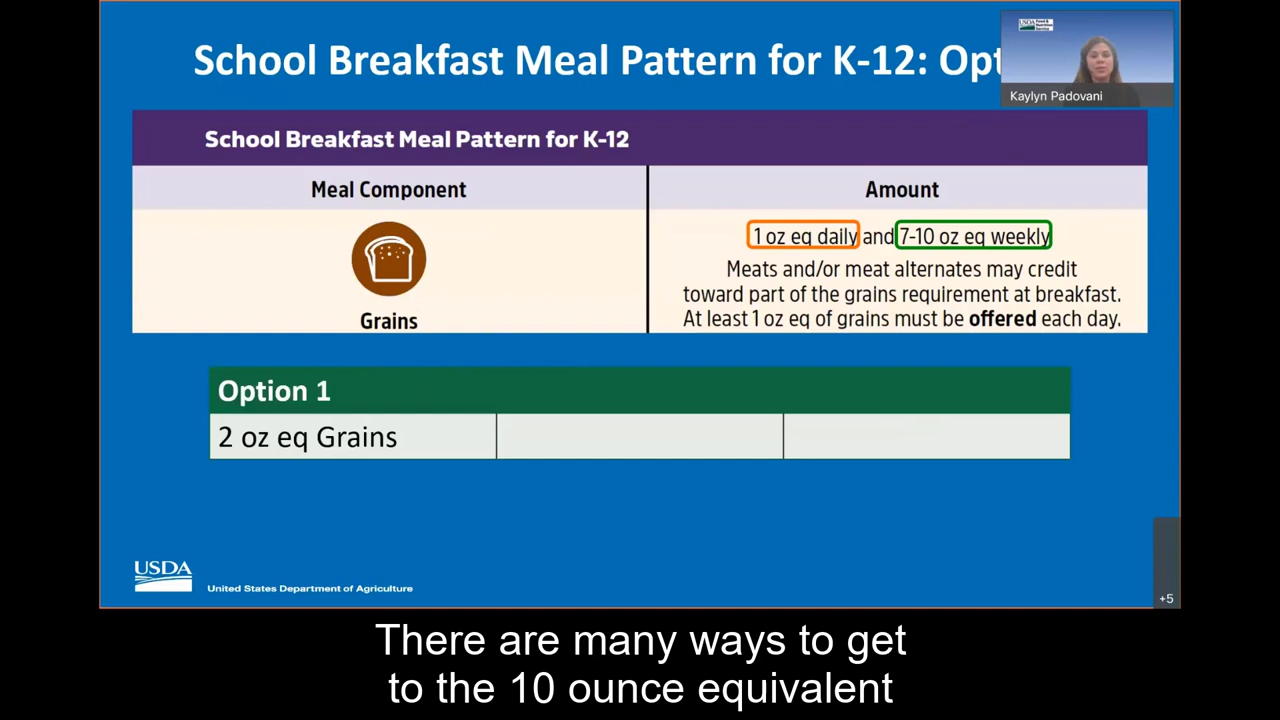 School Breakfast Meal Pattern for K-12: Opt
Kaylyn Padovani
School Breakfast Meal Pattern for K-12
Meal Component
Amount
1 oz eq daily and 7-10 oz eq weekly
Meats and/or meat alternates may credit
toward part of the grains requirement at breakfast.
At least 1 oz eq of grains must be offered each day.
Grains
Option 1
2 oz eq Grains
USDA
United States Department of Agriculture
+5
There are many ways to get
to the 10 ounce equivalent